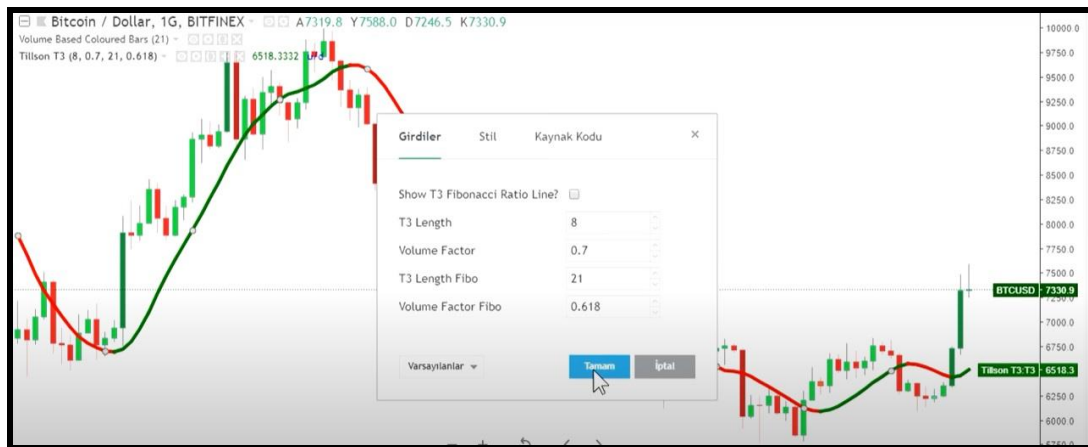 Bitcoin / Dollar, 1G, BITFINEX A7319.8 Y7588.0 D7246.5 K7330.9
Volume Based Coloured Bars (21)
Tillson T3 (8, 0.7, 21, 0.618) 6518.3332
Girdiler Stil Kaynak Kodu ×
Show T3 Fibonacci Ratio Line?
T3 Length 8
Volume Factor 0.7
T3 Length Fibo 21
Volume Factor Fibo 0.618
Varsayılanlar Tamam İptal
10000.0
9750.0
9500.0
9250.0
9000.0
8750.0
8500.0
8250.0
8000.0
7750.0
7500.0
BTCUSD 7330.9
7000.0
6750.0
Tillson T3:T3 6518.3
6250.0
6000.0